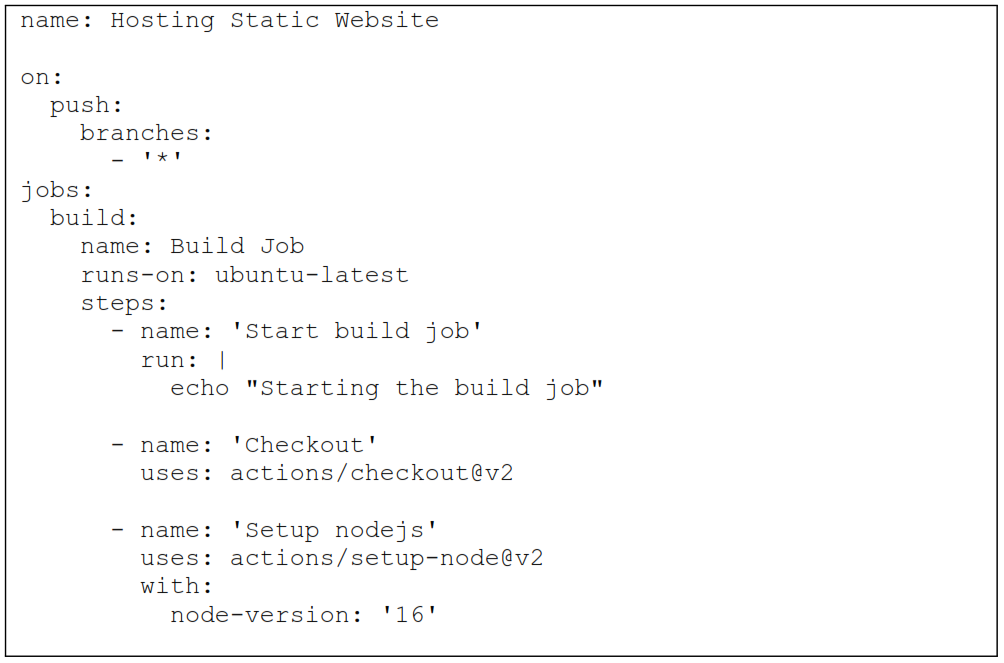 name: Hosting Static Website
on:
  push:
    branches:
      - '*'
jobs:
  build:
    name: Build Job
    runs-on: ubuntu-latest
    steps:
      - name: 'Start build job'
        run: |
          echo "Starting the build job"
      - name: 'Checkout'
        uses: actions/checkout@v2
      - name: 'Setup nodejs'
        uses: actions/setup-node@v2
        with:
          node-version: '16'